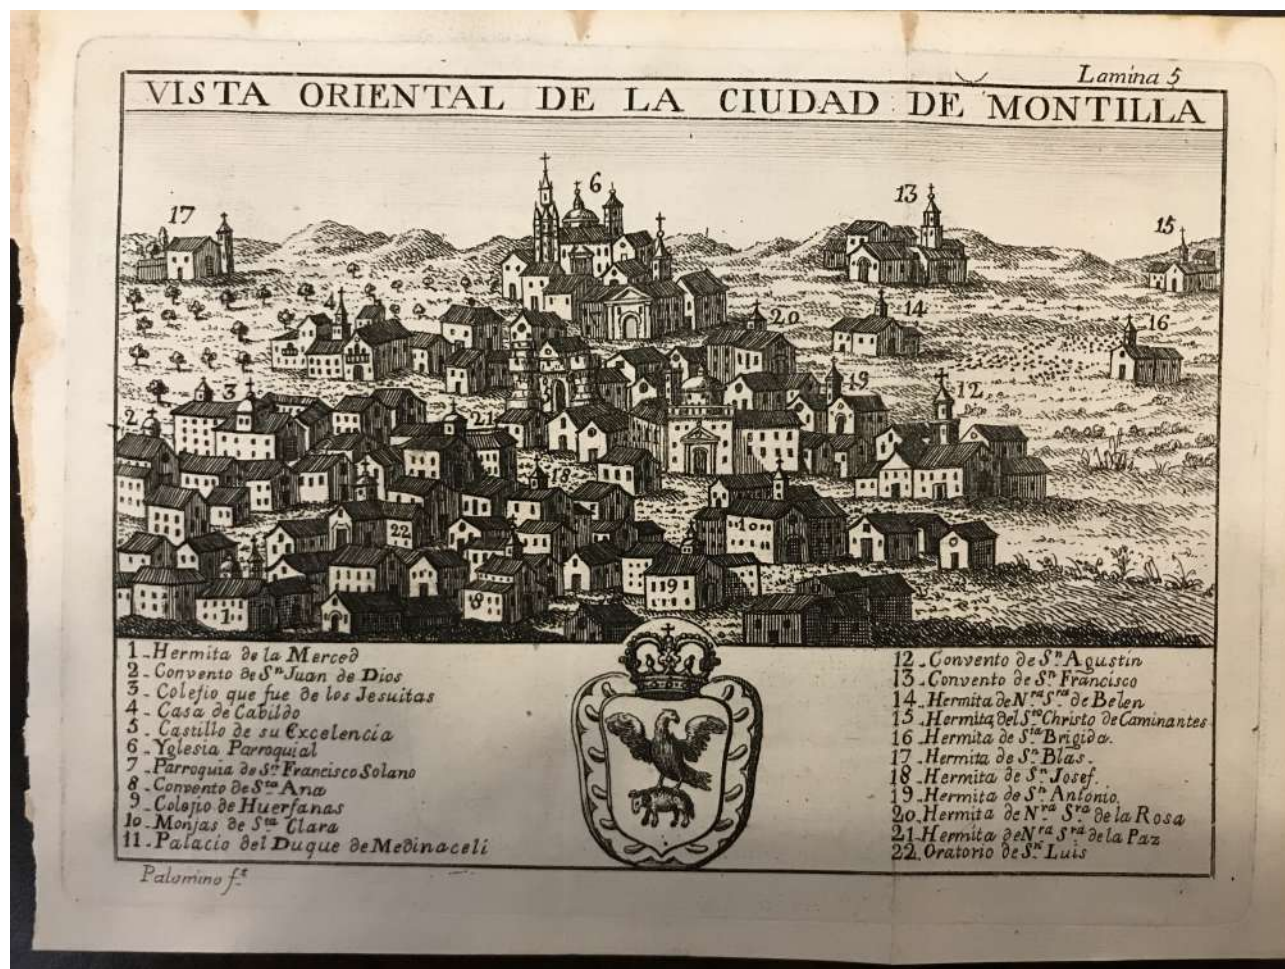 Lamina 5
VISTA ORIENTAL DE LA CIUDAD DE MONTILLA
17
6
13
15
4
20
14
16
3
19
12
2
21
18
10
22
19
1
8
1_Hermita de la Merced
2_Convento de Sn. Juan de Dios
3_Colejio que fue de los Jesuitas
4_Casa de Cabildo
5_Castillo de su Excelencia
6_Yglesia Parroquial
7_Parroquia de Sn. Francisco Solano
8_Convento de Sta. Ana
9_Colejio de Huerfanas
10_Monjas de Sta. Clara
11_Palacio del Duque de Medinaceli
12_Convento de Sn. Agustin
13_Convento de Sn. Francisco
14_Hermita de Nra. Sra. de Belen
15_Hermita del Smo. Christo de Caminantes
16_Hermita de Sta. Brigida.
17_Hermita de Sn. Blas.
18_Hermita de Sn. Josef.
19_Hermita de Sn. Antonio.
20_Hermita de Nra. Sra. de la Rosa
21_Hermita de Nra. Sra. de la Paz
22_Oratorio de Sn. Luis
Palomino f.t